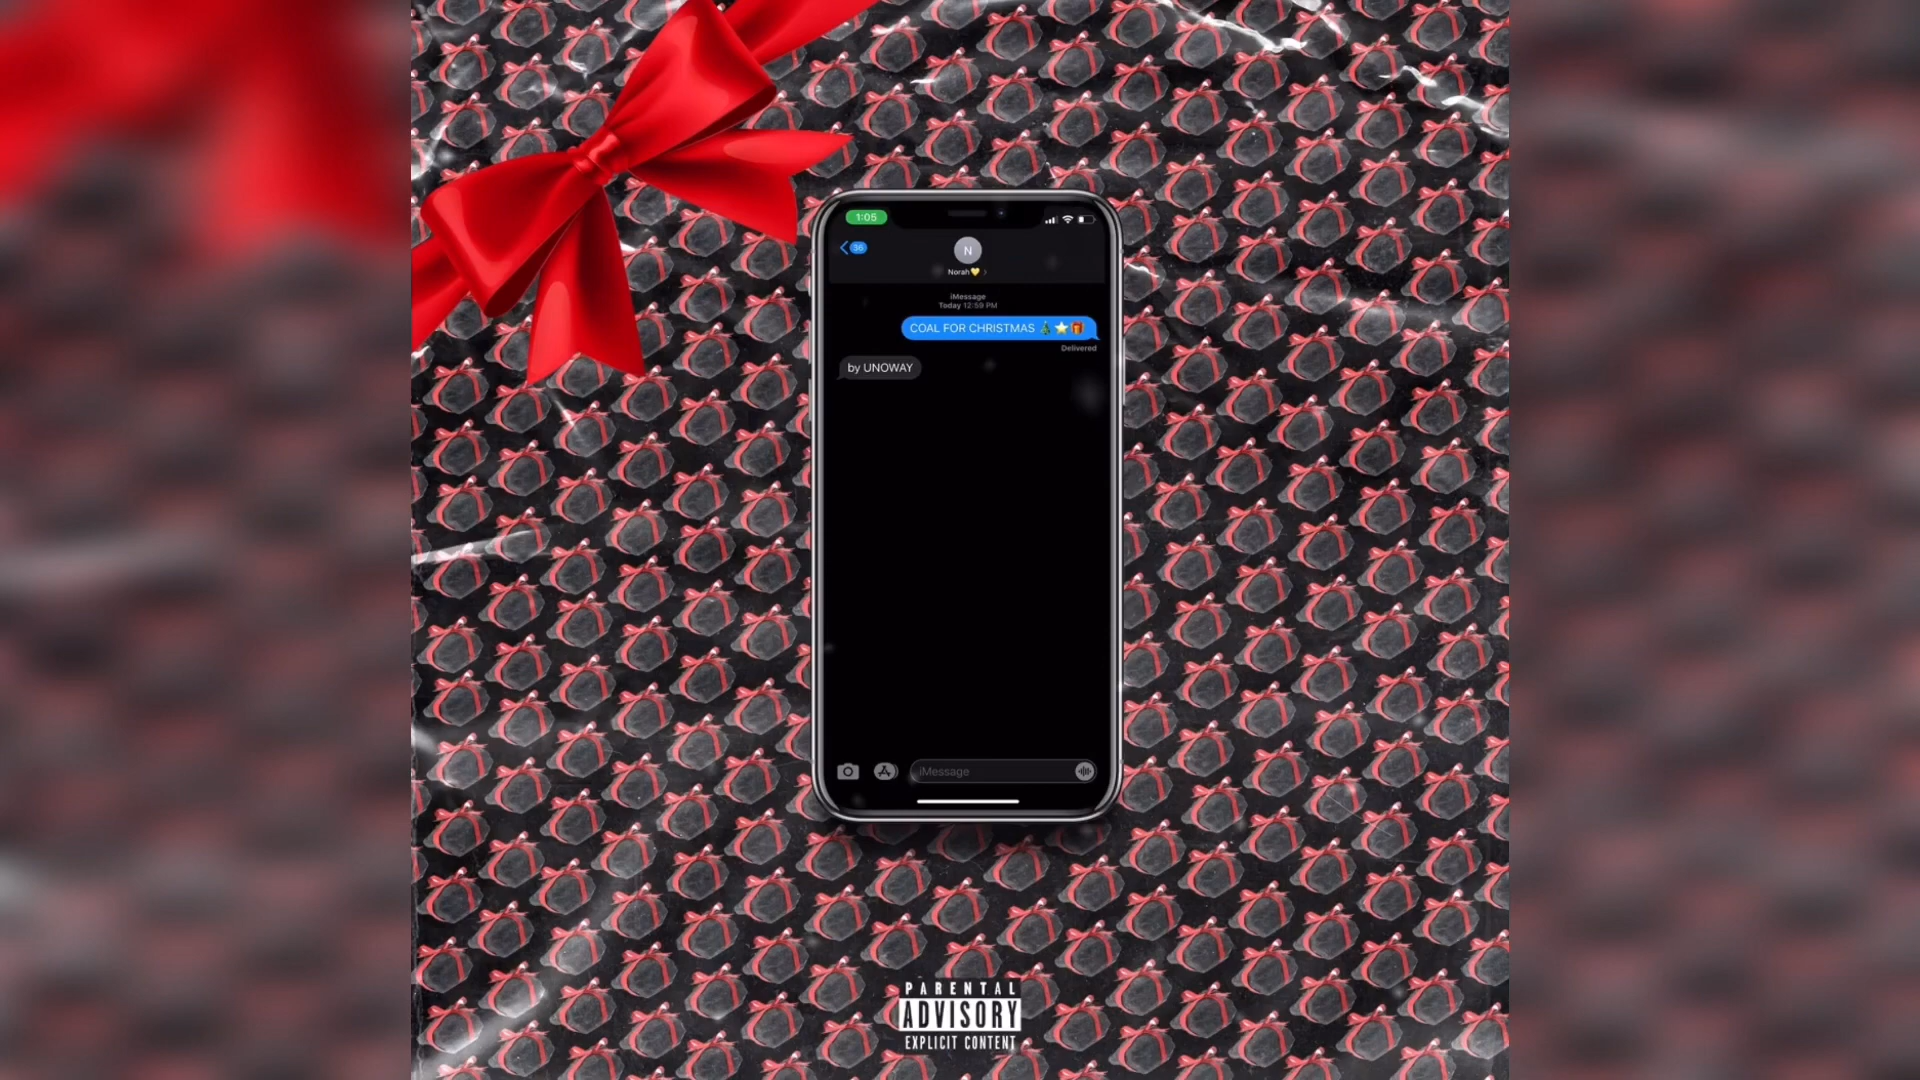 1:05
36
N
Norah💛 ›
iMessage
Today 12:59 PM
COAL FOR CHRISTMAS 🎄⭐🎁
Delivered
by UNOWAY
iMessage
PARENTAL
ADVISORY
EXPLICIT CONTENT